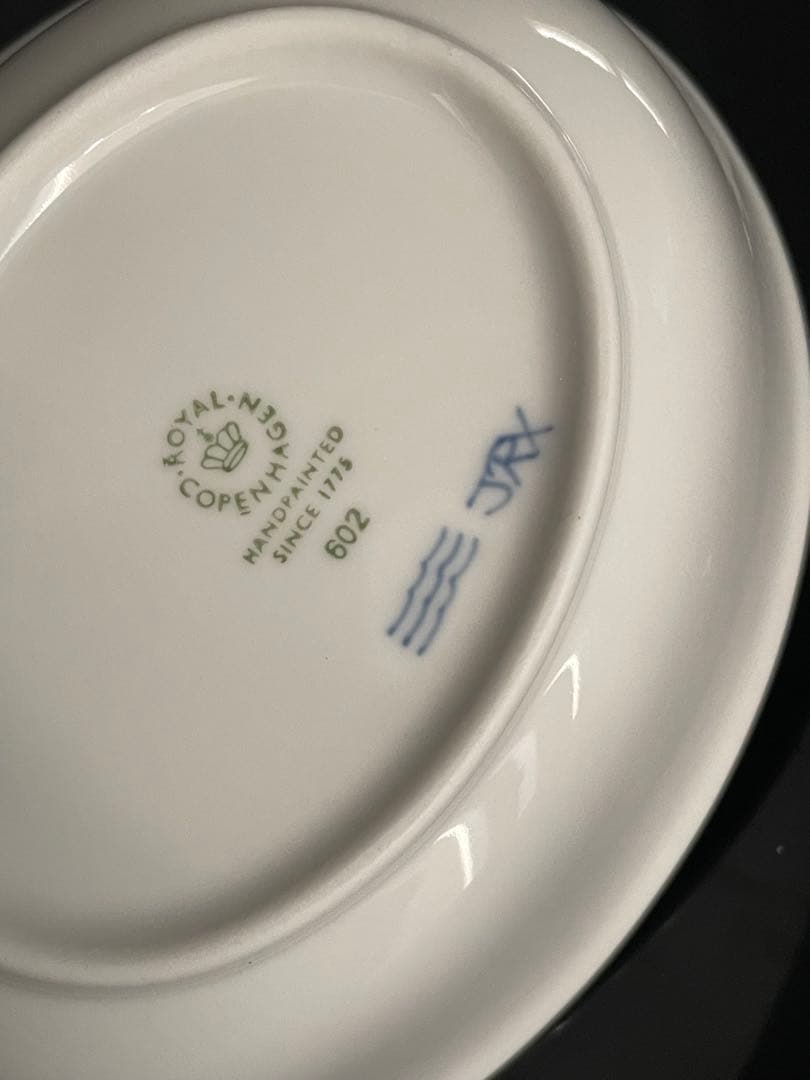 ROYAL · COPENHAGEN ·
HANDPAINTED
SINCE 1775
602